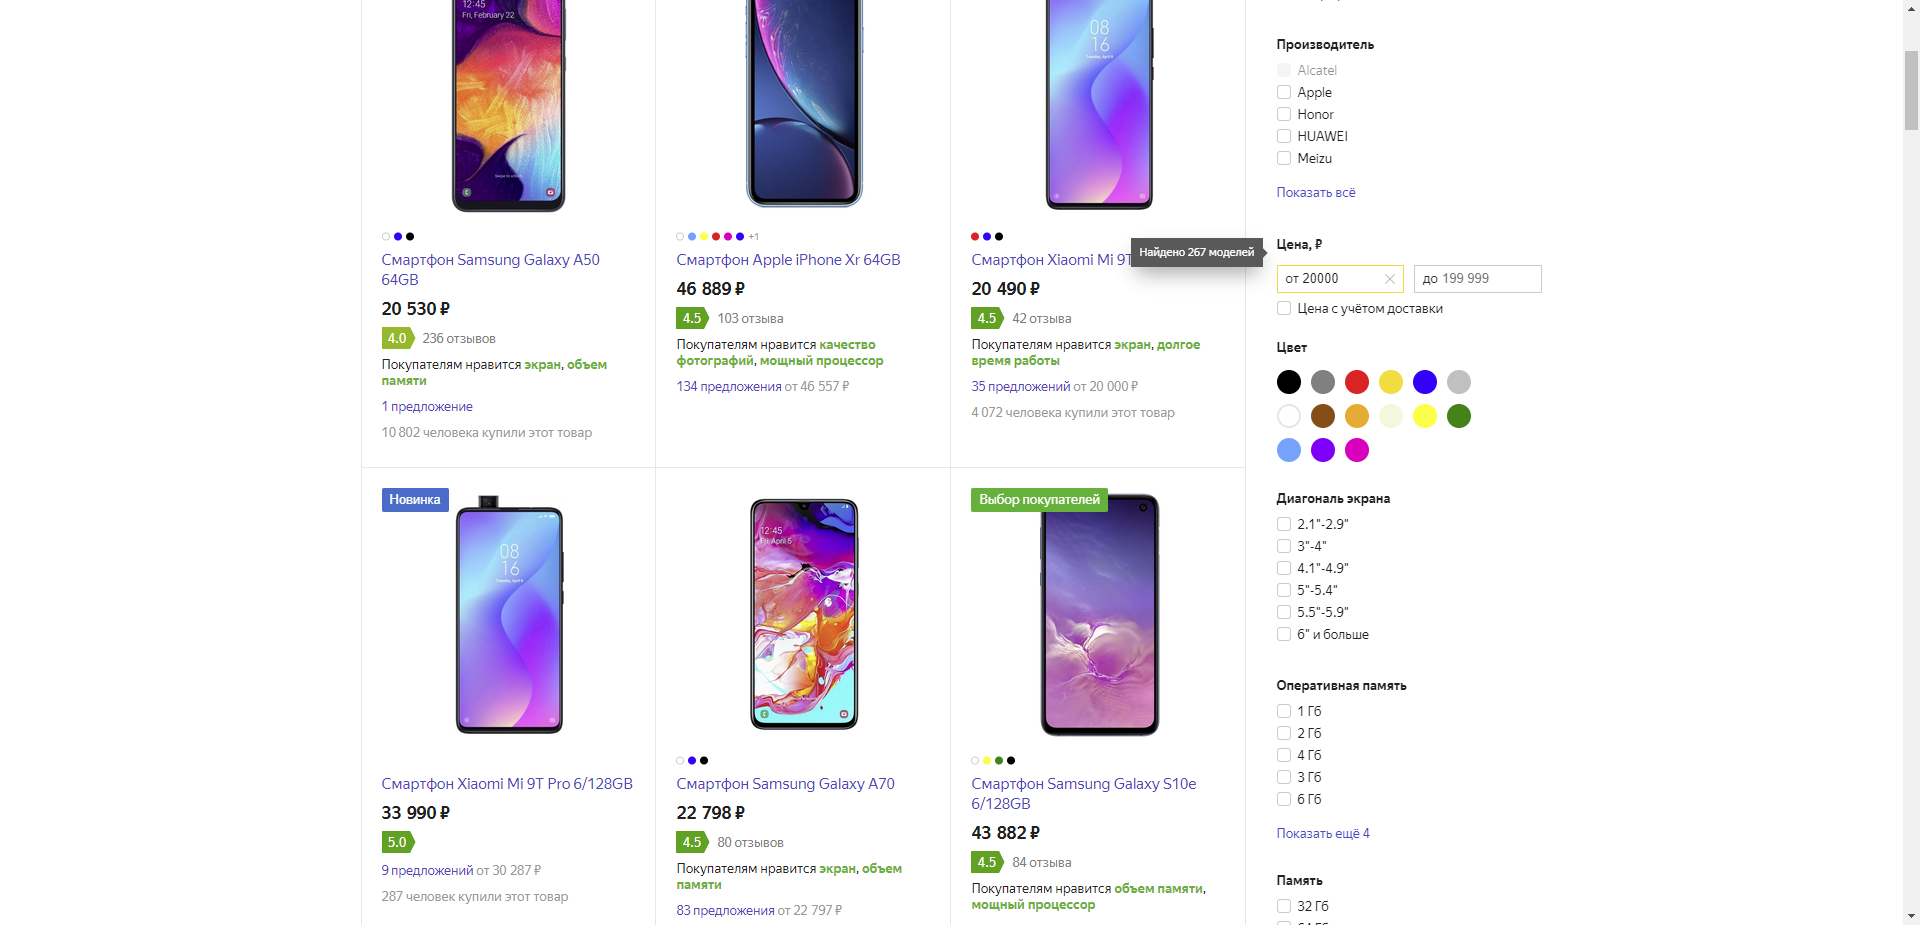 12:45
Fri, February 22
08
16
Смартфон Samsung Galaxy A50
64GB
20 530 ₽
4.0 236 отзывов
Покупателям нравится экран, объем
памяти
1 предложение
10 802 человека купили этот товар
+1
Смартфон Apple iPhone Xr 64GB
46 889 ₽
4.5 103 отзыва
Покупателям нравится качество
фотографий, мощный процессор
134 предложения от 46 557 ₽
Смартфон Xiaomi Mi 9T
20 490 ₽
4.5 42 отзыва
Покупателям нравится экран, долгое
время работы
35 предложений от 20 000 ₽
4 072 человека купили этот товар
Новинка
08
16
Смартфон Xiaomi Mi 9T Pro 6/128GB
33 990 ₽
5.0
9 предложений от 30 287 ₽
287 человек купили этот товар
12:45
Fri, April 5
Смартфон Samsung Galaxy A70
22 798 ₽
4.5 80 отзывов
Покупателям нравится экран, объем
памяти
83 предложения от 22 797 ₽
Выбор покупателей
Смартфон Samsung Galaxy S10e
6/128GB
43 882 ₽
4.5 84 отзыва
Покупателям нравится объем памяти,
мощный процессор
Производитель
Alcatel
Apple
Honor
HUAWEI
Meizu
Показать всё
Цена, ₽
Найдено 267 моделей
от 20000
до 199 999
Цена с учётом доставки
Цвет
Диагональ экрана
2.1"-2.9"
3"-4"
4.1"-4.9"
5"-5.4"
5.5"-5.9"
6" и больше
Оперативная память
1 Гб
2 Гб
4 Гб
3 Гб
6 Гб
Показать ещё 4
Память
32 Гб